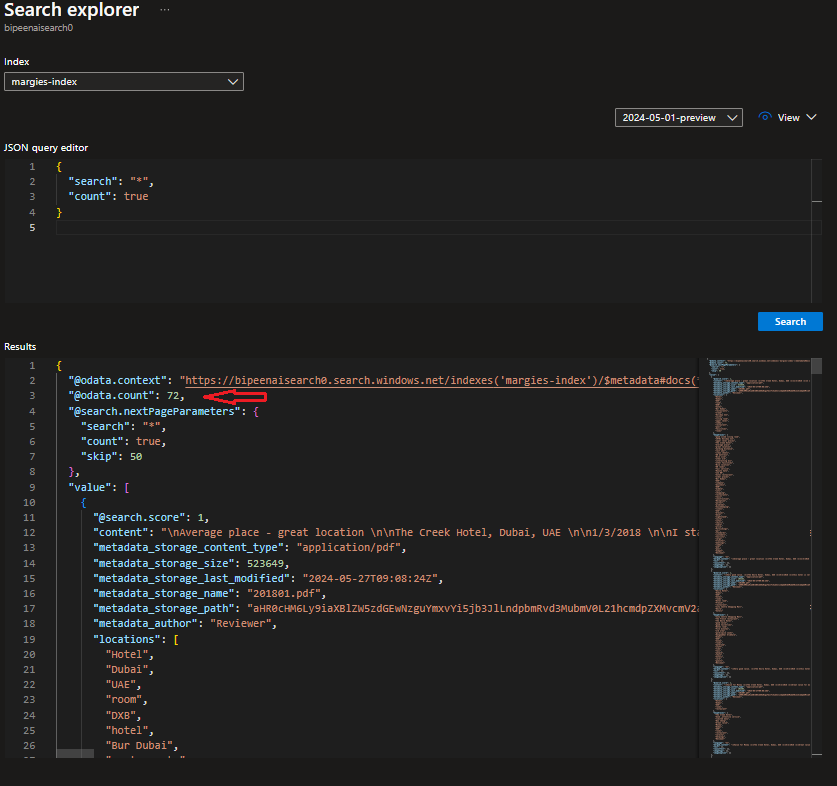 Search explorer ...
bipeenaisearch0
Index
margies-index
2024-05-01-preview View
JSON query editor
1 {
2 "search": "*",
3 "count": true
4 }
5
Search
Results
1 {
2 "@odata.context": "https://bipeenaisearch0.search.windows.net/indexes('margies-index')/$metadata#docs(*
3 "@odata.count": 72,
4 "@search.nextPageParameters": {
5 "search": "*",
6 "count": true,
7 "skip": 50
8 },
9 "value": [
10 {
11 "@search.score": 1,
12 "content": "\nAverage place - great location \n\nThe Creek Hotel, Dubai, UAE \n\n1/3/2018 \n\nI sta
13 "metadata_storage_content_type": "application/pdf",
14 "metadata_storage_size": 523649,
15 "metadata_storage_last_modified": "2024-05-27T09:08:24Z",
16 "metadata_storage_name": "201801.pdf",
17 "metadata_storage_path":
18 "metadata_author": "Reviewer",
19 "locations": [
20 "Hotel",
21 "Dubai",
22 "UAE",
23 "room",
24 "DXB",
25 "hotel",
26 "Bur Dubai",